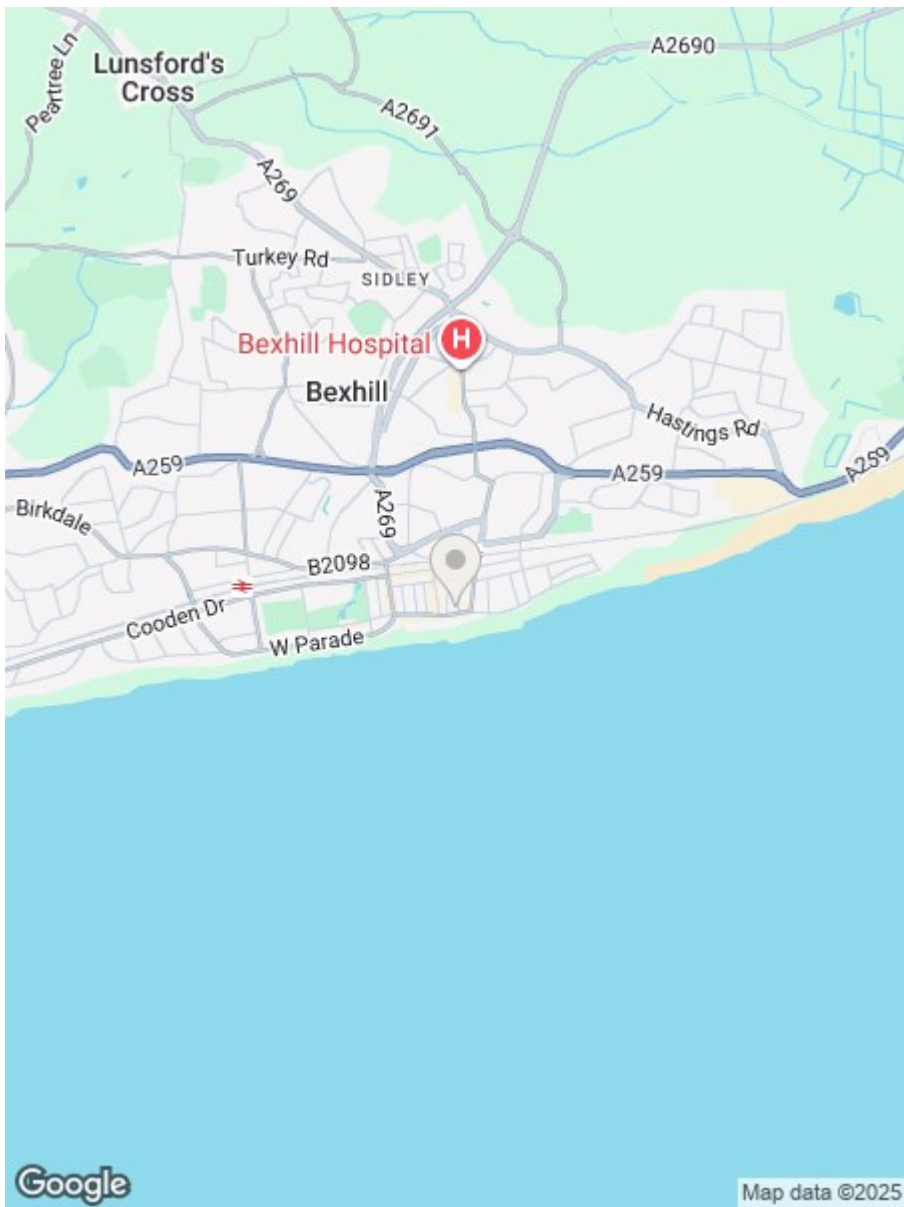 A2690
Peartree Ln
Lunsford's
Cross
A2691
A269
Turkey Rd
SIDLEY
Bexhill Hospital
H
Bexhill
Hastings Rd
A259
A259
A259
Birkdale
A269
B2098
Cooden Dr
W Parade
Google
Map data ©2025